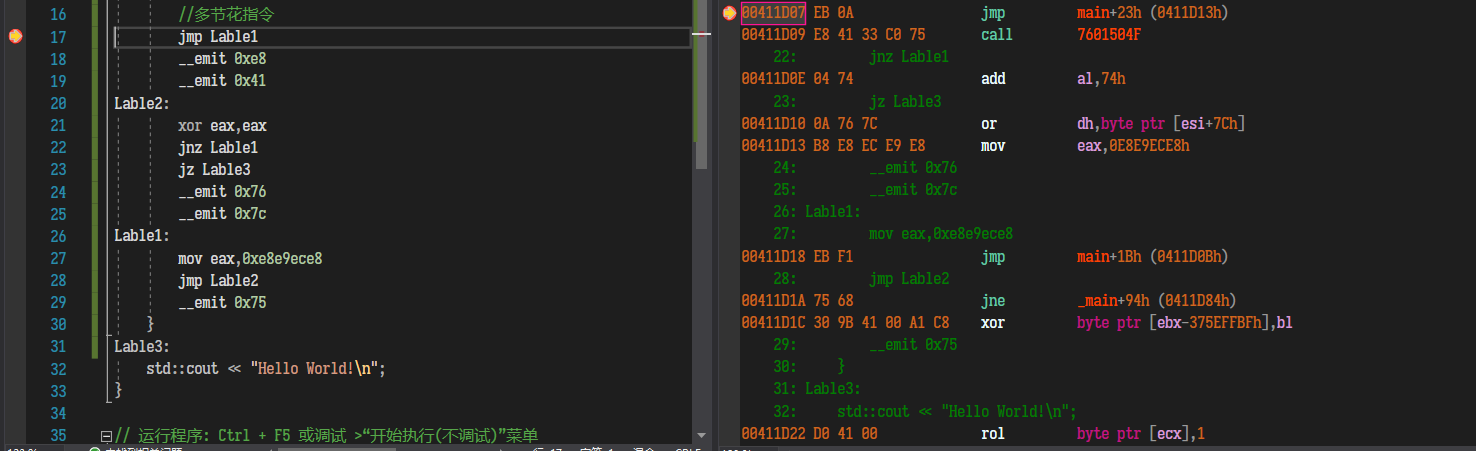 16 //多节花指令
17 jmp Lable1
18 __emit 0xe8
19 __emit 0x41
20 Lable2:
21 xor eax,eax
22 jnz Lable1
23 jz Lable3
24 __emit 0x76
25 __emit 0x7c
26 Lable1:
27 mov eax,0xe8e9ece8
28 jmp Lable2
29 __emit 0x75
30 }
31 Lable3:
32 std::cout << "Hello World!\n";
33 }
34
35 // 运行程序: Ctrl + F5 或调试 >“开始执行(不调试)”菜单
00411D07 EB 0A jmp main+23h (0411D13h)
00411D09 E8 41 33 C0 75 call 7601504F
22: jnz Lable1
00411D0E 04 74 add al,74h
23: jz Lable3
00411D10 0A 76 7C or dh,byte ptr [esi+7Ch]
00411D13 B8 E8 EC E9 E8 mov eax,0E8E9ECE8h
24: __emit 0x76
25: __emit 0x7c
26: Lable1:
27: mov eax,0xe8e9ece8
00411D18 EB F1 jmp main+1Bh (0411D0Bh)
28: jmp Lable2
00411D1A 75 68 jne _main+94h (0411D84h)
00411D1C 30 9B 41 00 A1 C8 xor byte ptr [ebx-375EFFBFh],bl
29: __emit 0x75
30: }
31: Lable3:
32: std::cout << "Hello World!\n";
00411D22 D0 41 00 rol byte ptr [ecx],1